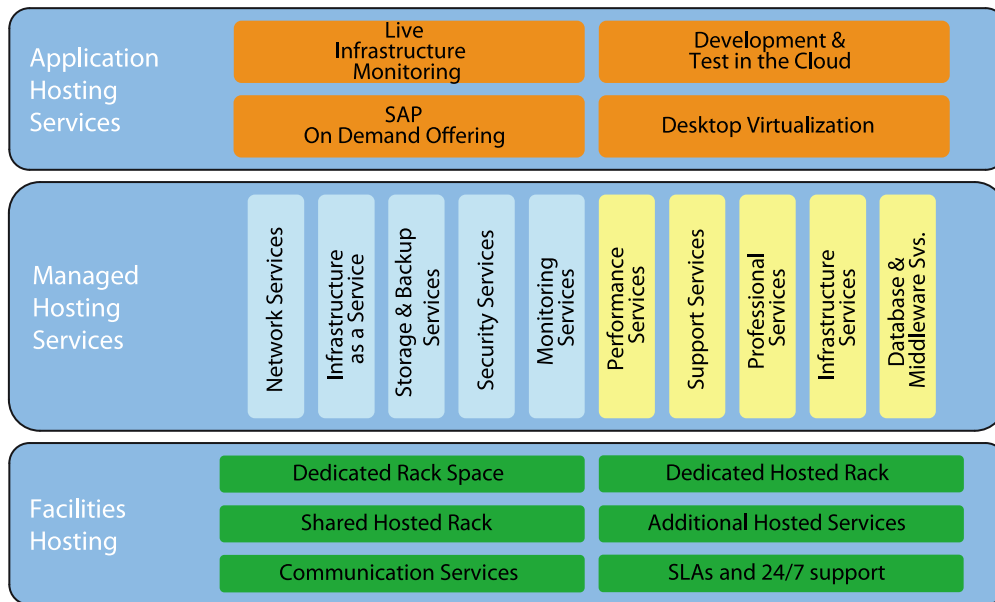 Application
Hosting
Services
Live
Infrastructure
Monitoring
Development &
Test in the Cloud
SAP
On Demand Offering
Desktop Virtualization
Managed
Hosting
Services
Network Services
Infrastructure
as a Service
Storage & Backup
Services
Security Services
Monitoring
Services
Performance
Services
Support Services
Professional
Services
Infrastructure
Services
Database &
Middleware Svs.
Facilities
Hosting
Dedicated Rack Space
Dedicated Hosted Rack
Shared Hosted Rack
Additional Hosted Services
Communication Services
SLAs and 24/7 support